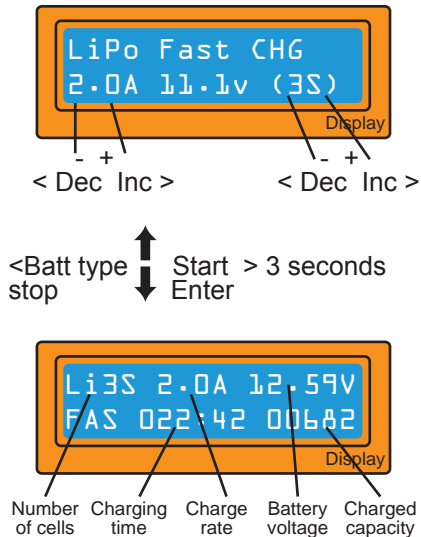 LiPo Fast CHG
2.0A 11.1v (3S)
Display
- + - +
< Dec Inc > < Dec Inc >
<Batt type Start > 3 seconds
stop Enter
Li3S 2.0A 12.59V
FAS 022:42 00682
Display
Number Charging Charge Battery Charged
of cells time rate voltage capacity